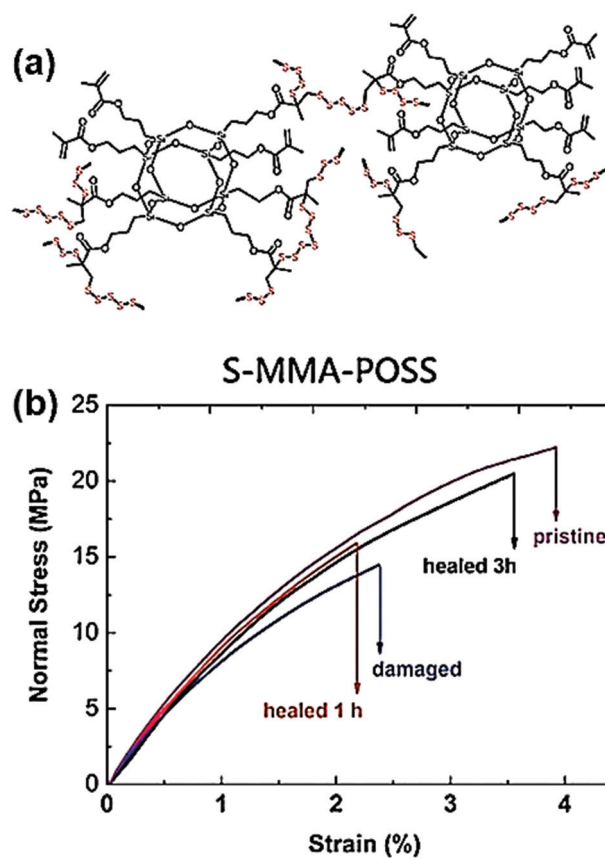 (a)
S-MMA-POSS
(b)
25
20
15
10
5
0
Normal Stress (MPa)
pristine
healed 3h
damaged
healed 1 h
0
1
2
3
4
Strain (%)